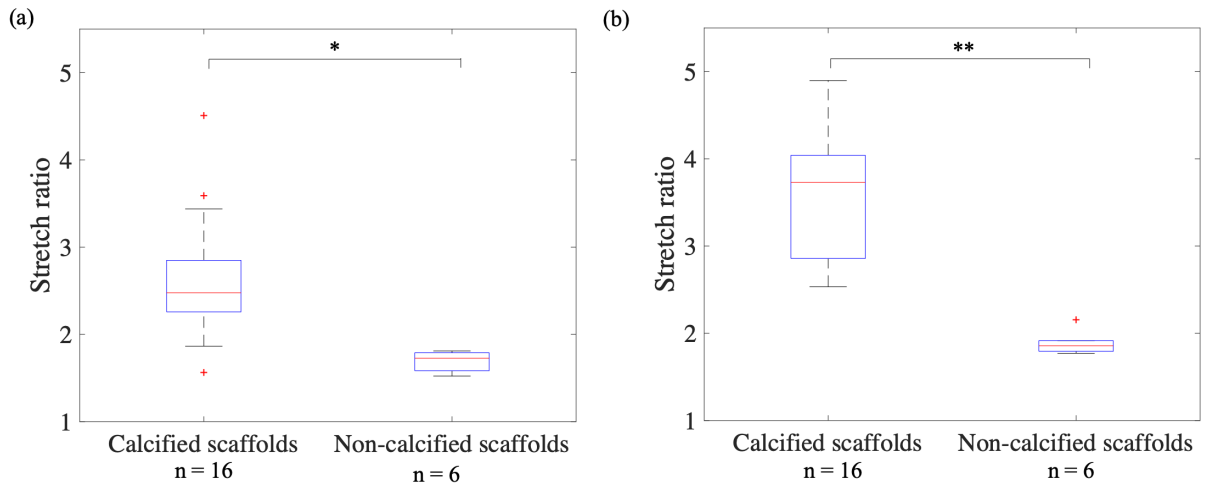 (a)
*
5
4
3
2
1
Stretch ratio
Calcified scaffolds
n = 16
Non-calcified scaffolds
n = 6
(b)
**
5
4
3
2
1
Stretch ratio
Calcified scaffolds
n = 16
Non-calcified scaffolds
n = 6